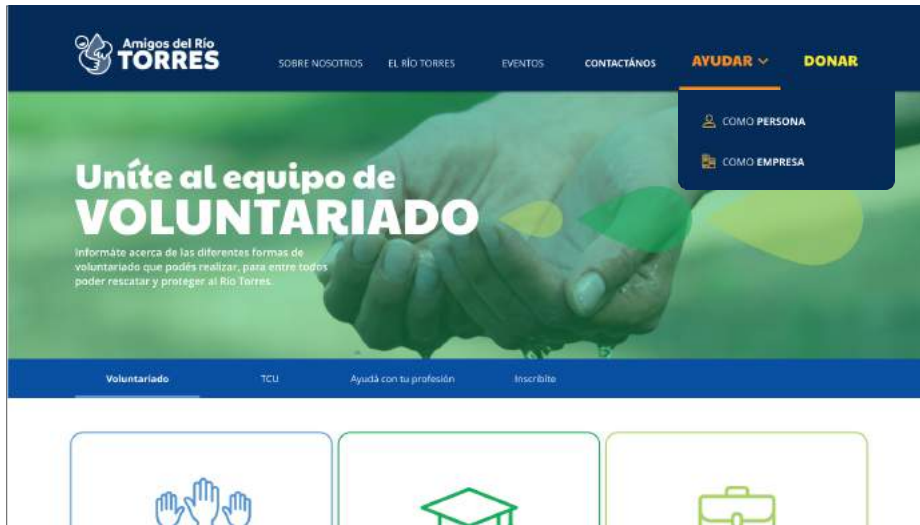 Amigos del Río
TORRES
SOBRE NOSOTROS
EL RÍO TORRES
EVENTOS
CONTACTÁNOS
AYUDAR
DONAR
COMO PERSONA
COMO EMPRESA
Uníte al equipo de
VOLUNTARIADO
Informáte acerca de las diferentes formas de
voluntariado que podés realizar, para entre todos
poder rescatar y proteger al Río Torres.
Voluntariado
TCU
Ayudá con tu profesión
Inscribíte